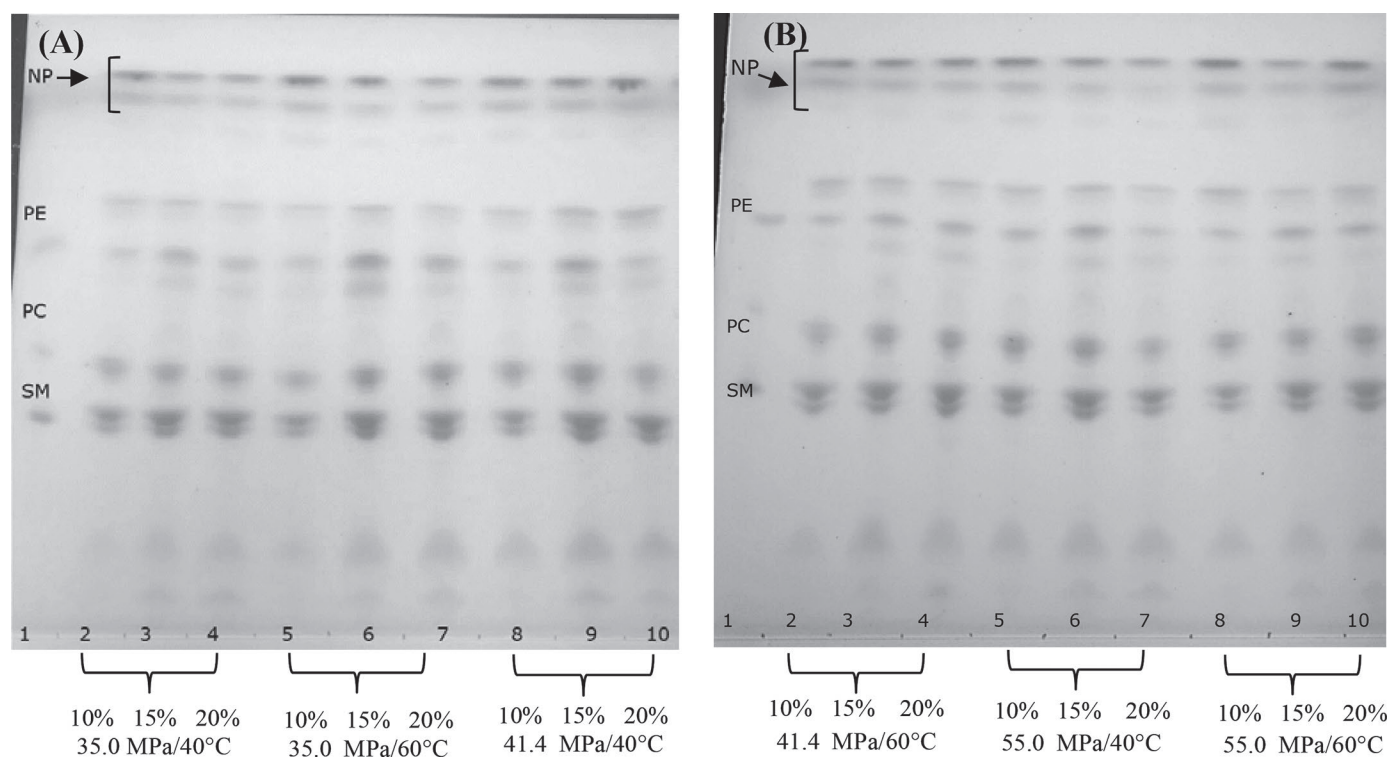 (A)
NP
PE
PC
SM
1 2 3 4 5 6 7 8 9 10
10% 15% 20% 10% 15% 20% 10% 15% 20%
35.0 MPa/40°C 35.0 MPa/60°C 41.4 MPa/40°C
(B)
NP
PE
PC
SM
1 2 3 4 5 6 7 8 9 10
10% 15% 20% 10% 15% 20% 10% 15% 20%
41.4 MPa/60°C 55.0 MPa/40°C 55.0 MPa/60°C